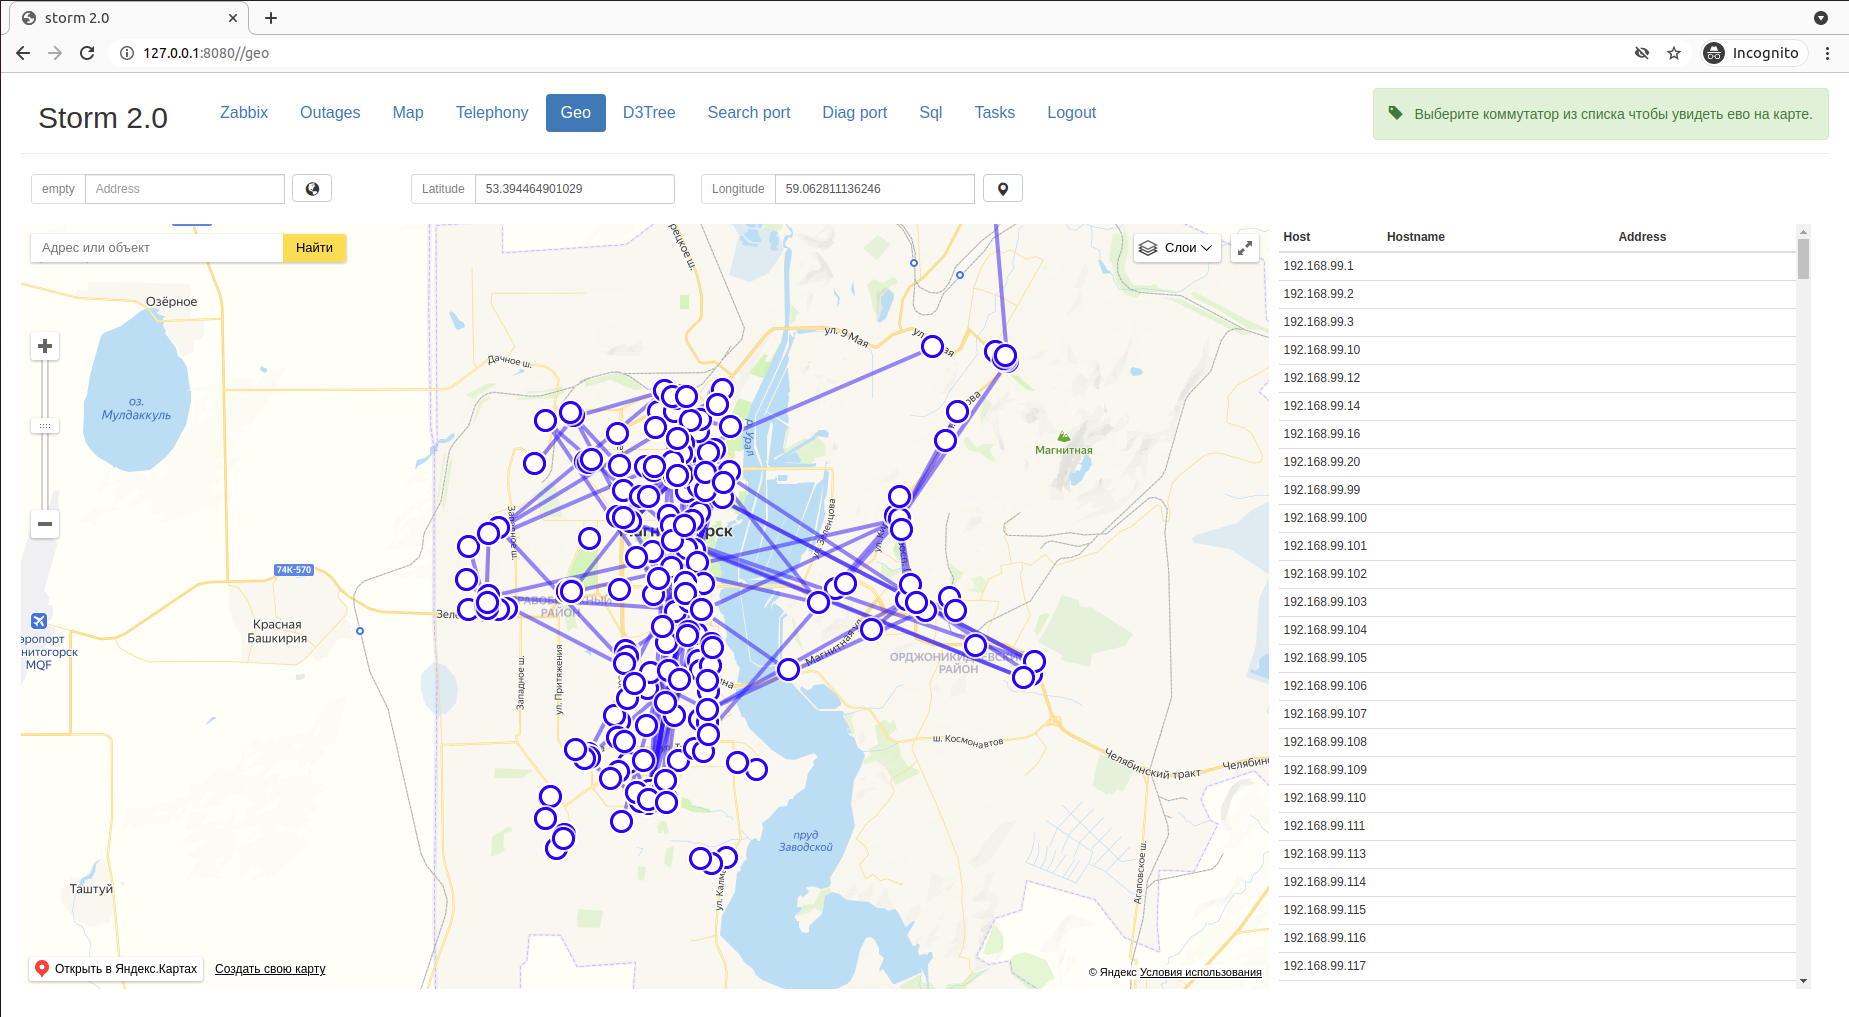 storm 2.0
127.0.0.1:8080//geo
Incognito
Storm 2.0
Zabbix
Outages
Map
Telephony
Geo
D3Tree
Search port
Diag port
Sql
Tasks
Logout
Выберите коммутатор из списка чтобы увидеть ево на карте.
empty
Address
Latitude
53.394464901029
Longitude
59.062811136246
Адрес или объект
Найти
Слои
Озёрное
оз.
Мулдаккуль
Дачное ш.
ул. 9 Мая
р. Урал
Магнитная
74К-570
Красная
Башкирия
MQF
Западное ш.
ул. Притяжения
ул. Зеленцова
Магнитная ул.
РАЙОН
РАЙОН
ш. Космонавтов
Челябинский тракт
пруд
Заводской
Агаповское ш.
Таштуй
Открыть в Яндекс.Картах
Создать свою карту
© Яндекс Условия использования
Host
Hostname
Address
192.168.99.1
192.168.99.2
192.168.99.3
192.168.99.10
192.168.99.12
192.168.99.14
192.168.99.16
192.168.99.20
192.168.99.99
192.168.99.100
192.168.99.101
192.168.99.102
192.168.99.103
192.168.99.104
192.168.99.105
192.168.99.106
192.168.99.107
192.168.99.108
192.168.99.109
192.168.99.110
192.168.99.111
192.168.99.113
192.168.99.114
192.168.99.115
192.168.99.116
192.168.99.117